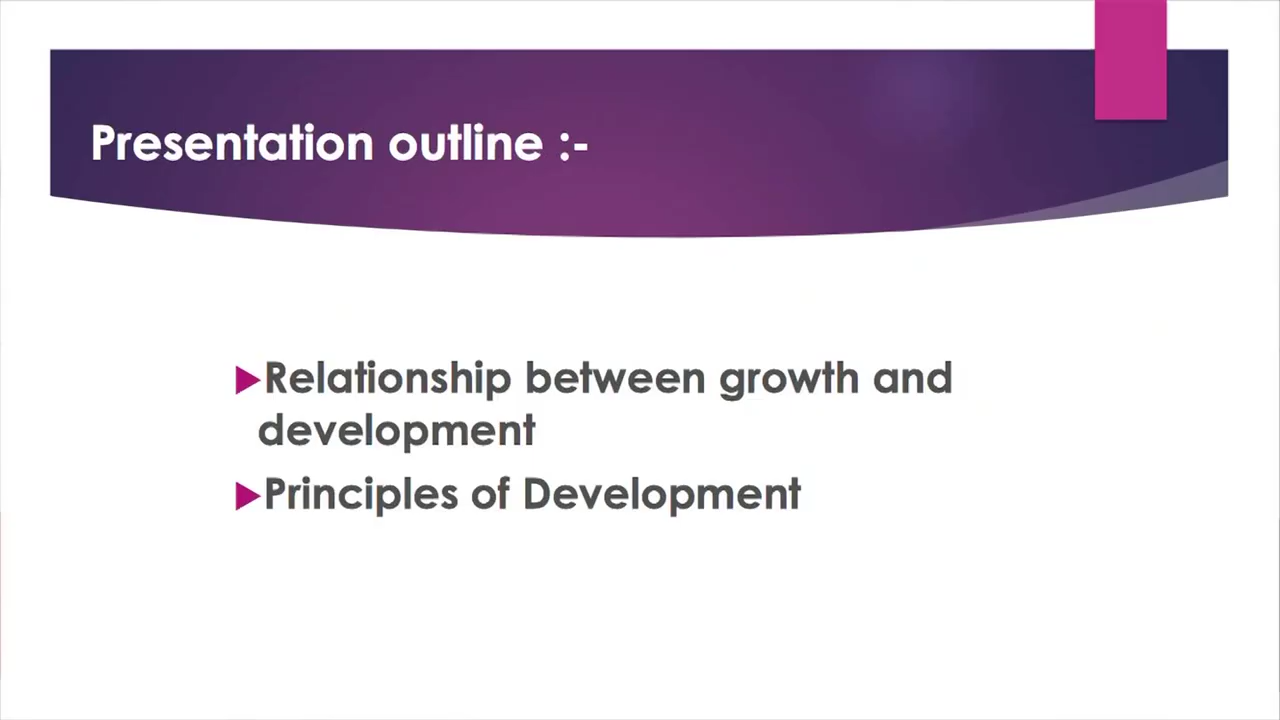 Presentation outline :-
Relationship between growth and
development
Principles of Development